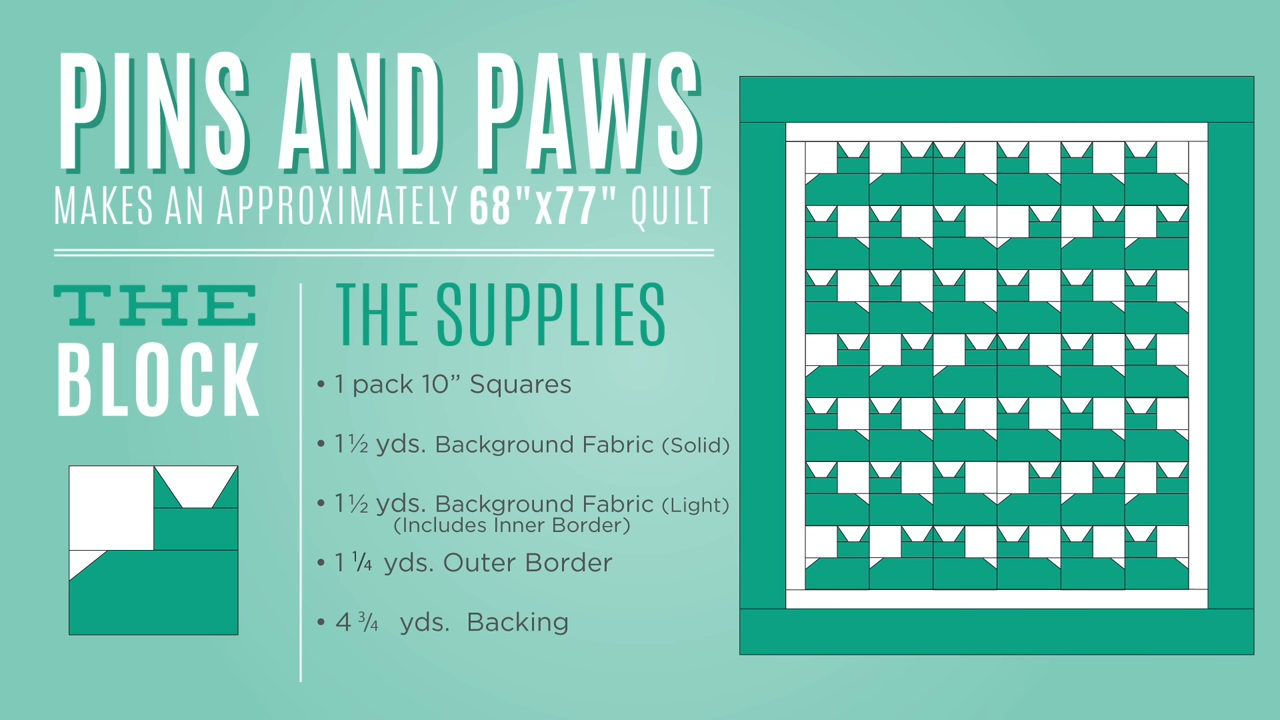 PINS AND PAWS
MAKES AN APPROXIMATELY 68"x77" QUILT
THE
BLOCK
THE SUPPLIES
• 1 pack 10” Squares
• 1½ yds. Background Fabric (Solid)
• 1½ yds. Background Fabric (Light)
(Includes Inner Border)
• 1 ¼ yds. Outer Border
• 4 ¾ yds. Backing